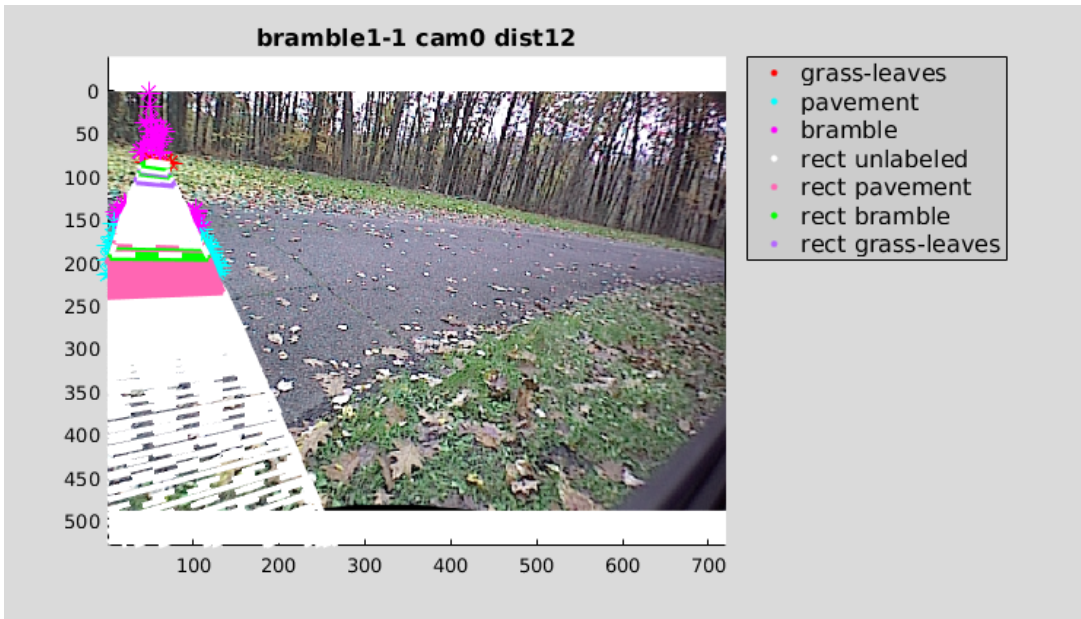 bramble1-1 cam0 dist12
0
50
100
150
200
250
300
350
400
450
500
100 200 300 400 500 600 700
grass-leaves
pavement
bramble
rect unlabeled
rect pavement
rect bramble
rect grass-leaves